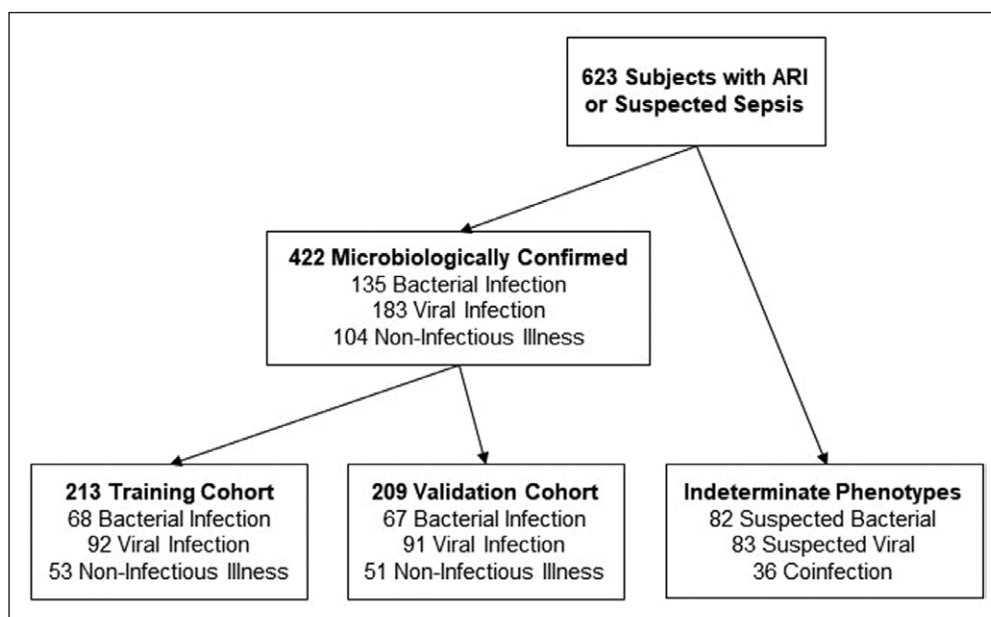 623 Subjects with ARI
or Suspected Sepsis
422 Microbiologically Confirmed
135 Bacterial Infection
183 Viral Infection
104 Non-Infectious Illness
213 Training Cohort
68 Bacterial Infection
92 Viral Infection
53 Non-Infectious Illness
209 Validation Cohort
67 Bacterial Infection
91 Viral Infection
51 Non-Infectious Illness
Indeterminate Phenotypes
82 Suspected Bacterial
83 Suspected Viral
36 Coinfection